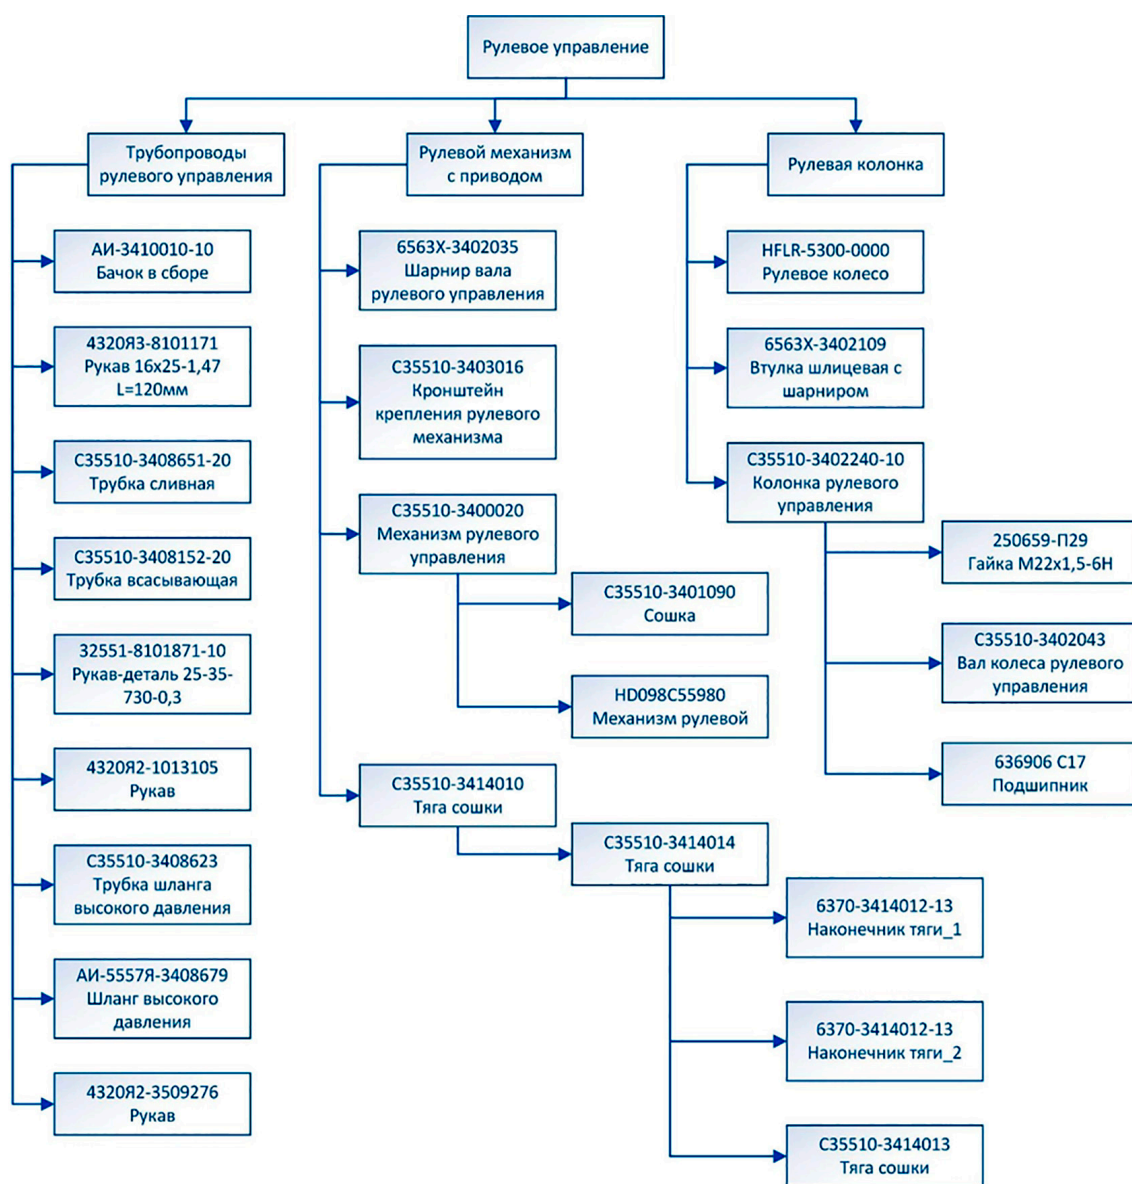 Рулевое управление
Трубопроводы
рулевого управления
Рулевой механизм
с приводом
Рулевая колонка
АИ-3410010-10
Бачок в сборе
4320ЯЗ-8101171
Рукав 16х25-1,47
L=120мм
С35510-3408651-20
Трубка сливная
С35510-3408152-20
Трубка всасывающая
32551-8101871-10
Рукав-деталь 25-35-
730-0,3
4320Я2-1013105
Рукав
С35510-3408623
Трубка шланга
высокого давления
АИ-5557Я-3408679
Шланг высокого
давления
4320Я2-3509276
Рукав
6563Х-3402035
Шарнир вала
рулевого управления
С35510-3403016
Кронштейн
крепления рулевого
механизма
С35510-3400020
Механизм рулевого
управления
С35510-3401090
Сошка
HD098C55980
Механизм рулевой
С35510-3414010
Тяга сошки
С35510-3414014
Тяга сошки
6370-3414012-13
Наконечник тяги_1
6370-3414012-13
Наконечник тяги_2
С35510-3414013
Тяга сошки
HFLR-5300-0000
Рулевое колесо
6563Х-3402109
Втулка шлицевая с
шарниром
С35510-3402240-10
Колонка рулевого
управления
250659-П29
Гайка М22х1,5-6Н
С35510-3402043
Вал колеса рулевого
управления
636906 С17
Подшипник